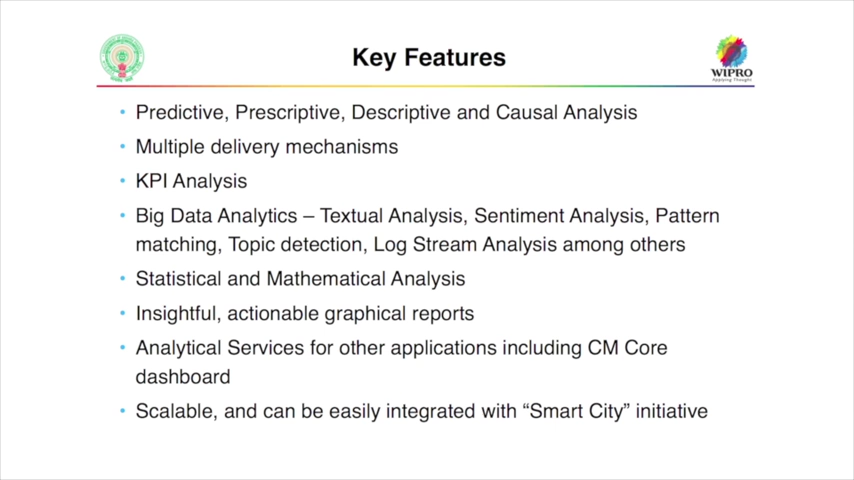 Key Features
WIPRO
Applying Thought
• Predictive, Prescriptive, Descriptive and Causal Analysis
• Multiple delivery mechanisms
• KPI Analysis
• Big Data Analytics – Textual Analysis, Sentiment Analysis, Pattern
matching, Topic detection, Log Stream Analysis among others
• Statistical and Mathematical Analysis
• Insightful, actionable graphical reports
• Analytical Services for other applications including CM Core
dashboard
• Scalable, and can be easily integrated with “Smart City” initiative